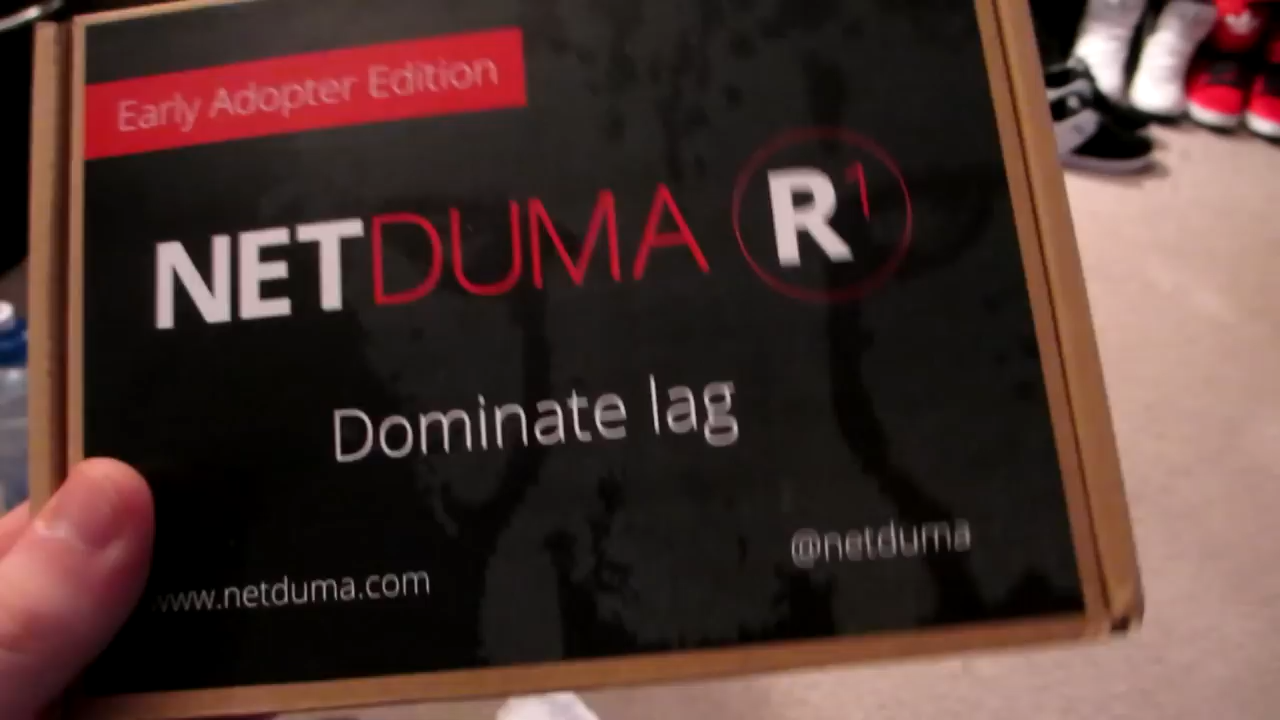 Early Adopter Edition
NETDUMA R1
Dominate lag
@netduma
www.netduma.com